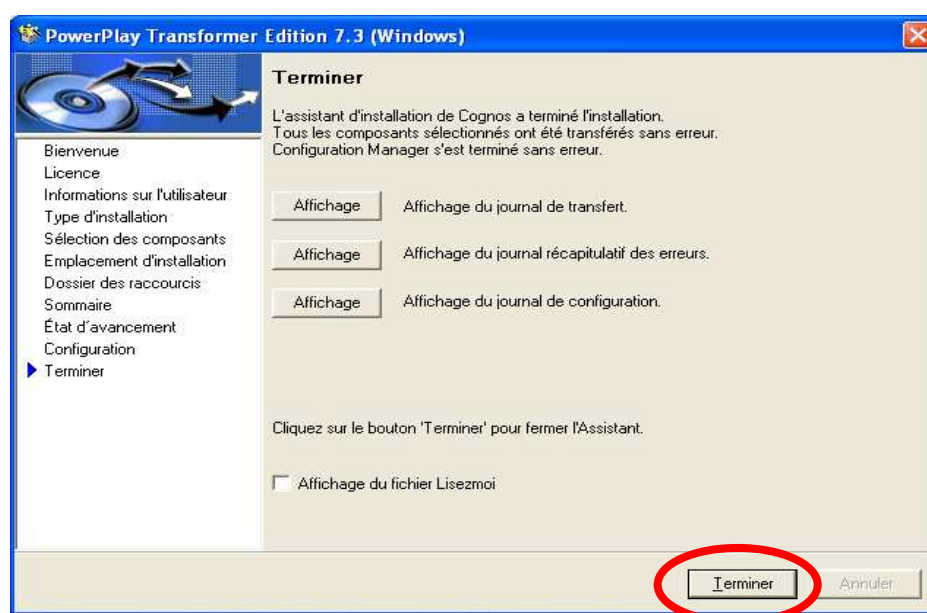 PowerPlay Transformer Edition 7.3 (Windows)
Terminer
L'assistant d'installation de Cognos a terminé l'installation.
Tous les composants sélectionnés ont été transférés sans erreur.
Configuration Manager s'est terminé sans erreur.
Bienvenue
Licence
Informations sur l'utilisateur
Type d'installation
Sélection des composants
Emplacement d'installation
Dossier des raccourcis
Sommaire
État d´avancement
Configuration
Terminer
Affichage Affichage du journal de transfert.
Affichage Affichage du journal récapitulatif des erreurs.
Affichage Affichage du journal de configuration.
Cliquez sur le bouton 'Terminer' pour fermer l'Assistant.
Affichage du fichier Lisezmoi
Terminer Annuler